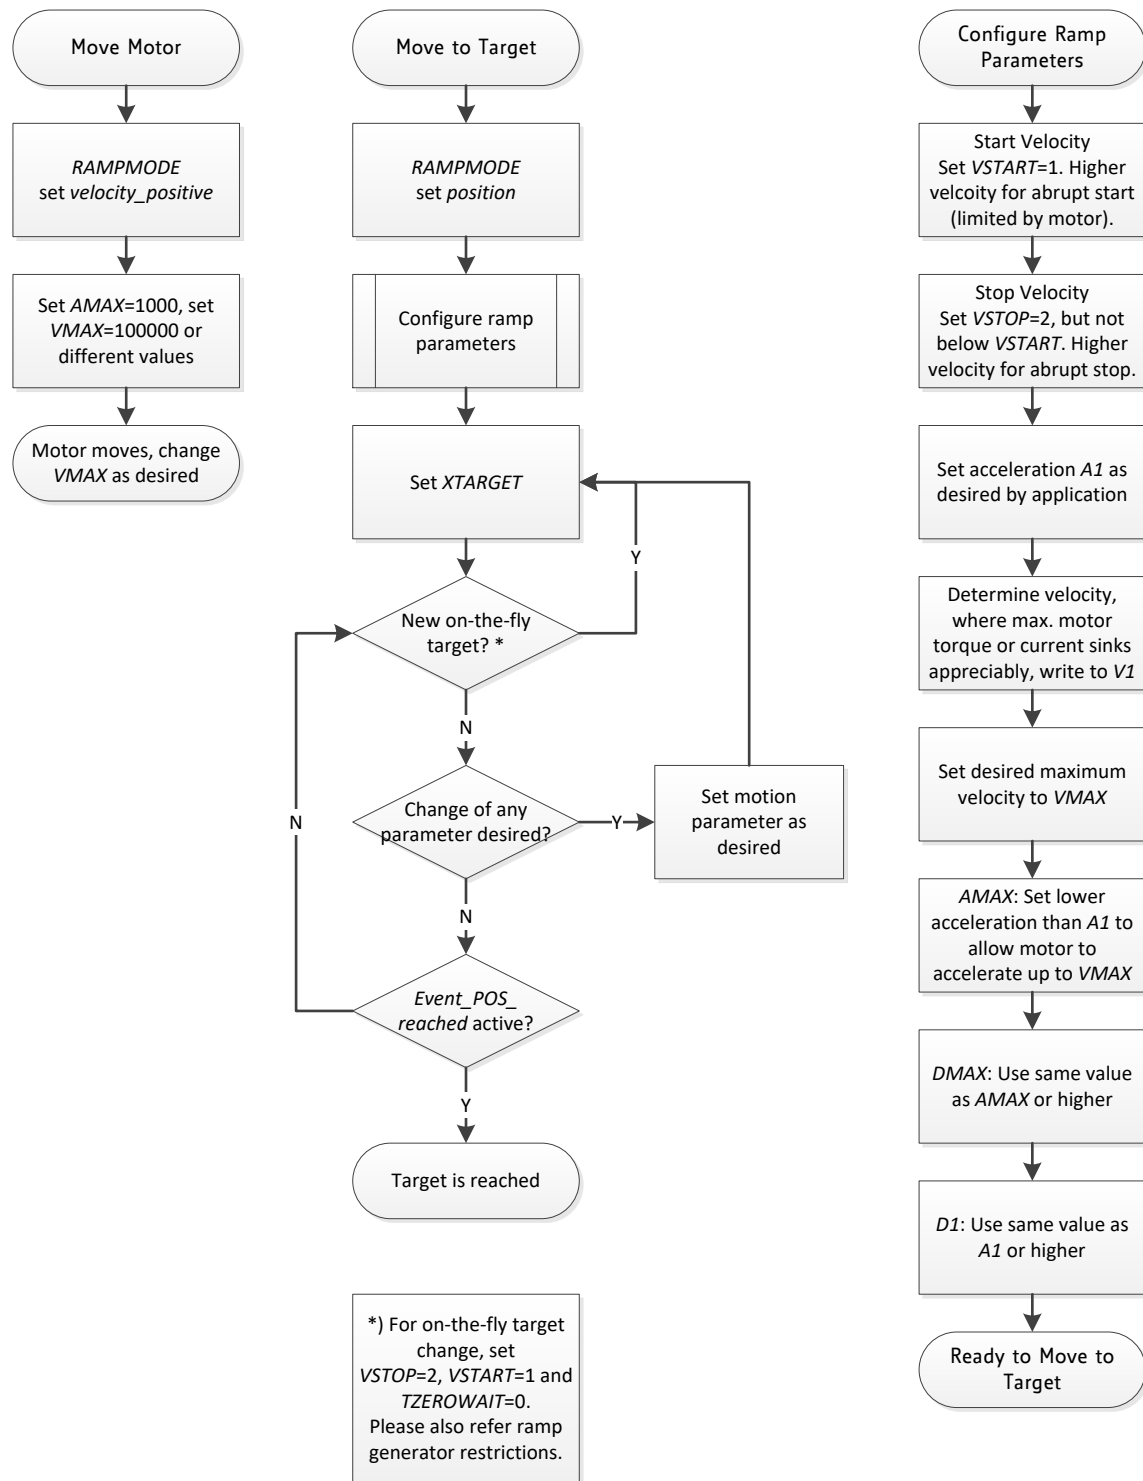 Move Motor
RAMPMODE
set velocity_positive
Set AMAX=1000, set
VMAX=100000 or
different values
Motor moves, change
VMAX as desired
Move to Target
RAMPMODE
set position
Configure ramp
parameters
Set XTARGET
Y
New on-the-fly
target? *
N
N
Change of any
parameter desired?
Y
Set motion
parameter as
desired
N
Event_POS_
reached active?
Y
Target is reached
*) For on-the-fly target
change, set
VSTOP=2, VSTART=1 and
TZEROWAIT=0.
Please also refer ramp
generator restrictions.
Configure Ramp
Parameters
Start Velocity
Set VSTART=1. Higher
velcoity for abrupt start
(limited by motor).
Stop Velocity
Set VSTOP=2, but not
below VSTART. Higher
velocity for abrupt stop.
Set acceleration A1 as
desired by application
Determine velocity,
where max. motor
torque or current sinks
appreciably, write to V1
Set desired maximum
velocity to VMAX
AMAX: Set lower
acceleration than A1 to
allow motor to
accelerate up to VMAX
DMAX: Use same value
as AMAX or higher
D1: Use same value as
A1 or higher
Ready to Move to
Target